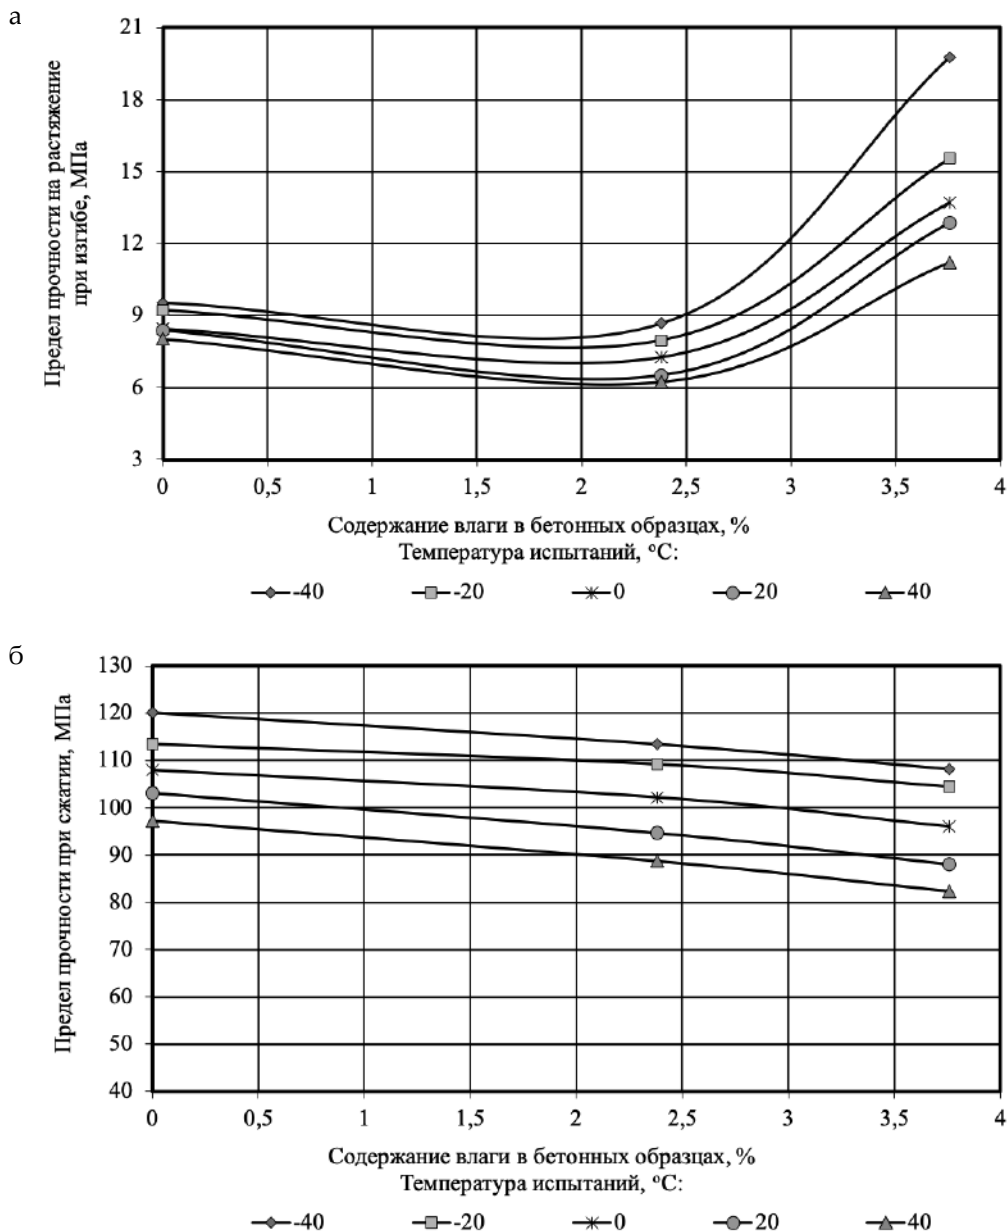 а
Предел прочности на растяжение
при изгибе, МПа
21
18
15
12
9
6
3
0 0,5 1 1,5 2 2,5 3 3,5 4
Содержание влаги в бетонных образцах, %
Температура испытаний, °С:
-40 -20 0 20 40
б
Предел прочности при сжатии, МПа
130
120
110
100
90
80
70
60
50
40
0 0,5 1 1,5 2 2,5 3 3,5 4
Содержание влаги в бетонных образцах, %
Температура испытаний, °С:
-40 -20 0 20 40